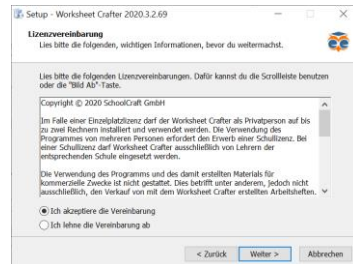 Setup - Worksheet Crafter 2020.3.2.69
Lizenzvereinbarung
Lies bitte die folgenden, wichtigen Informationen, bevor du weitermachst.
Lies bitte die folgenden Lizenzvereinbarungen. Dafür kannst du die Scrollleiste benutzen
oder die "Bild Ab"-Taste.
Copyright © 2020 SchoolCraft GmbH
Im Falle einer Einzelplatzlizenz darf der Worksheet Crafter als Privatperson auf bis
zu zwei Rechnern installiert und verwendet werden. Die Verwendung des
Programmes von mehreren Personen erfordert den Erwerb einer Schullizenz. Bei
einer Schullizenz darf Worksheet Crafter ausschließlich von Lehrern der
entsprechenden Schule eingesetzt werden.
Die Verwendung des Programms und des damit erstellten Materials für
kommerzielle Zwecke ist nicht gestattet. Dies betrifft unter anderem, jedoch nicht
ausschließlich, den Verkauf von mit dem Worksheet Crafter erstellten Arbeitsheften.
Ich akzeptiere die Vereinbarung
Ich lehne die Vereinbarung ab
< Zurück Weiter > Abbrechen